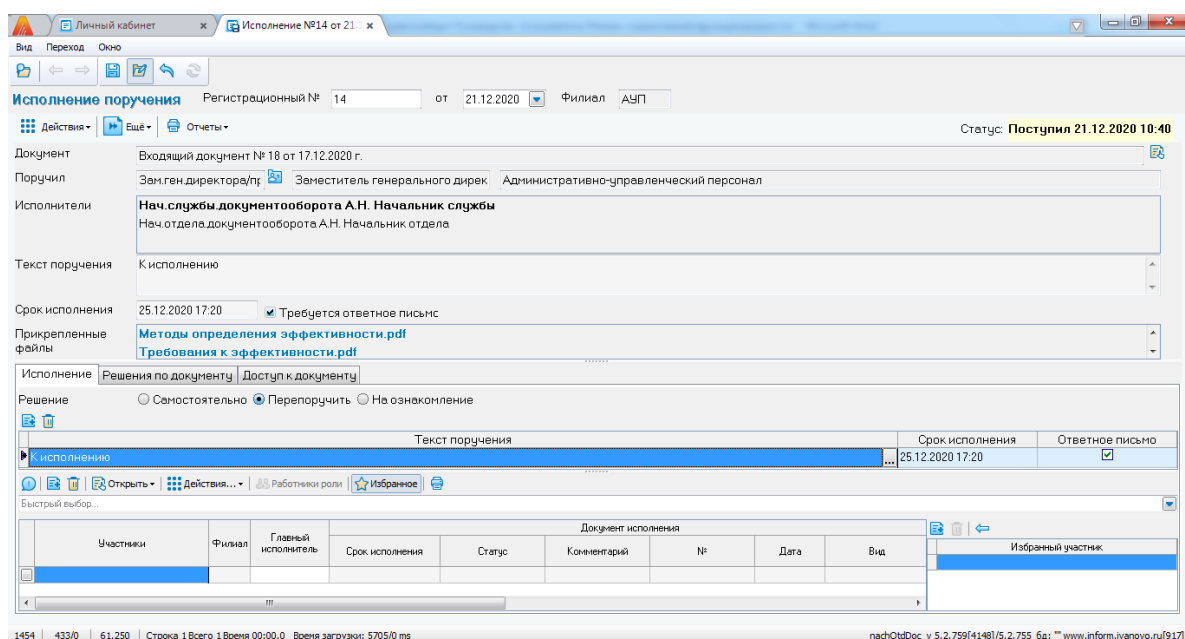 Личный кабинет x Исполнение №14 от 21. x
Вид Переход Окно
Исполнение поручения Регистрационный № 14 от 21.12.2020 Филиал АУП
Действия Ещё Отчеты Статус: Поступил 21.12.2020 10:40
Документ Входящий документ № 18 от 17.12.2020 г.
Поручил Зам.ген.директора/пр Заместитель генерального дирек Административно-управленческий персонал
Исполнители Нач.службы.документооборота А.Н. Начальник службы
Нач.отдела.документооборота А.Н. Начальник отдела
Текст поручения К исполнению
Срок исполнения 25.12.2020 17:20 Требуется ответное письмо
Прикрепленные файлы Методы определения эффективности.pdf
Требования к эффективности.pdf
Исполнение Решения по документу Доступ к документу
Решение Самостоятельно Перепоручить На ознакомление
Текст поручения Срок исполнения Ответное письмо
К исполнению ... 25.12.2020 17:20
Открыть Действия... Работники роли Избранное
Быстрый выбор...
Участники Филиал Главный исполнитель Документ исполнения Избранный участник
Срок исполнения Статус Комментарий № Дата Вид
1454 433/0 61,250 Строка 1 Всего 1 Время 00:00,0 Время загрузки: 5705/0 ms nachOtdDoc v 5.2.759[4148]/5.2.755 бд: "" www.inform.ivanovo.ru[917]